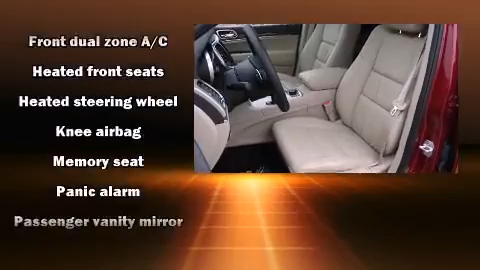 Front dual zone A/C
Heated front seats
Heated steering wheel
Knee airbag
Memory seat
Panic alarm
Passenger vanity mirror